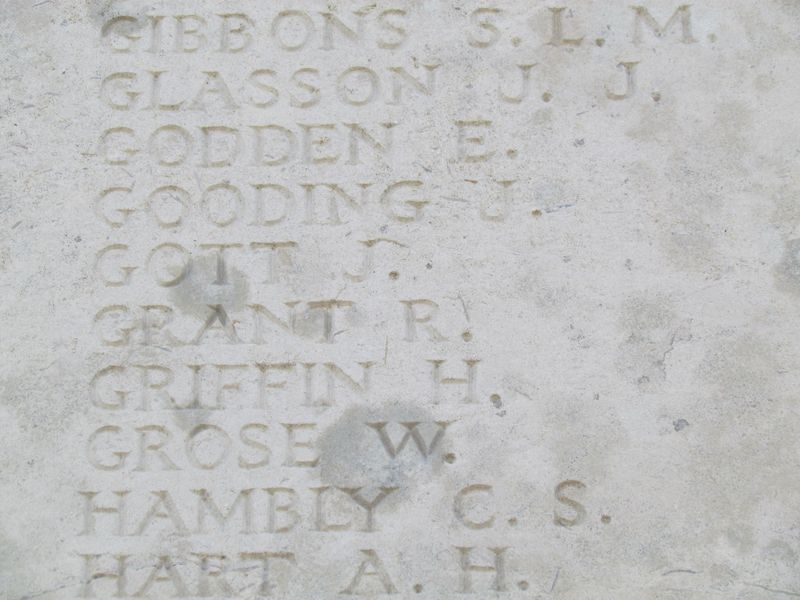 GIBBONS S. L. M.
GLASSON J. J.
GODDEN E.
GOODING J.
GOTT J.
GRANT R.
GRIFFIN H.
GROSE W.
HAMBLY C. S.
HART A. H.